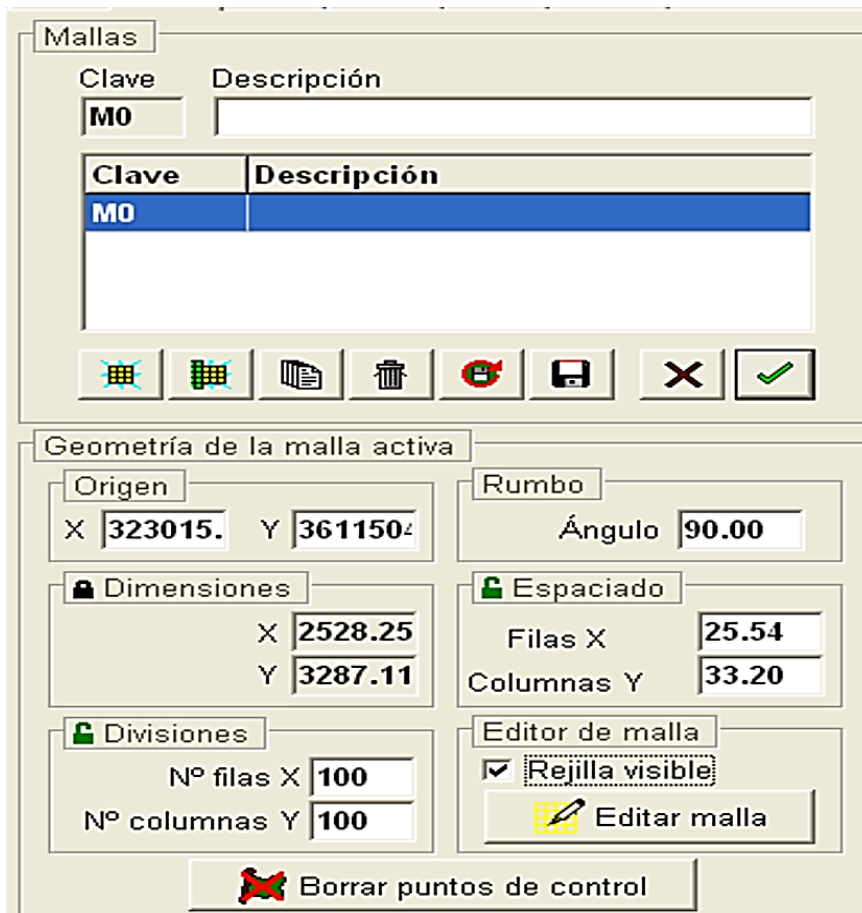 Mallas
Clave Descripción
M0
Clave Descripción
M0
Geometría de la malla activa
Origen
X 323015. Y 361150
Rumbo
Ángulo 90.00
Dimensiones
X 2528.25
Y 3287.11
Espaciado
Filas X 25.54
Columnas Y 33.20
Divisiones
Nº filas X 100
Nº columnas Y 100
Editor de malla
Rejilla visible
Editar malla
Borrar puntos de control